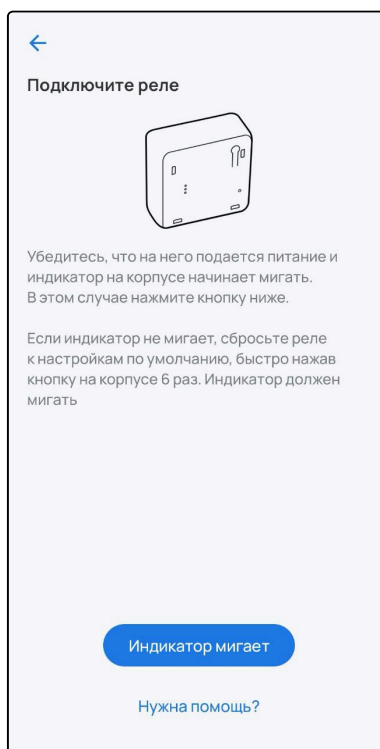 Подключите реле
Убедитесь, что на него подается питание и
индикатор на корпусе начинает мигать.
В этом случае нажмите кнопку ниже.
Если индикатор не мигает, сбросьте реле
к настройкам по умолчанию, быстро нажав
кнопку на корпусе 6 раз. Индикатор должен
мигать
Индикатор мигает
Нужна помощь?